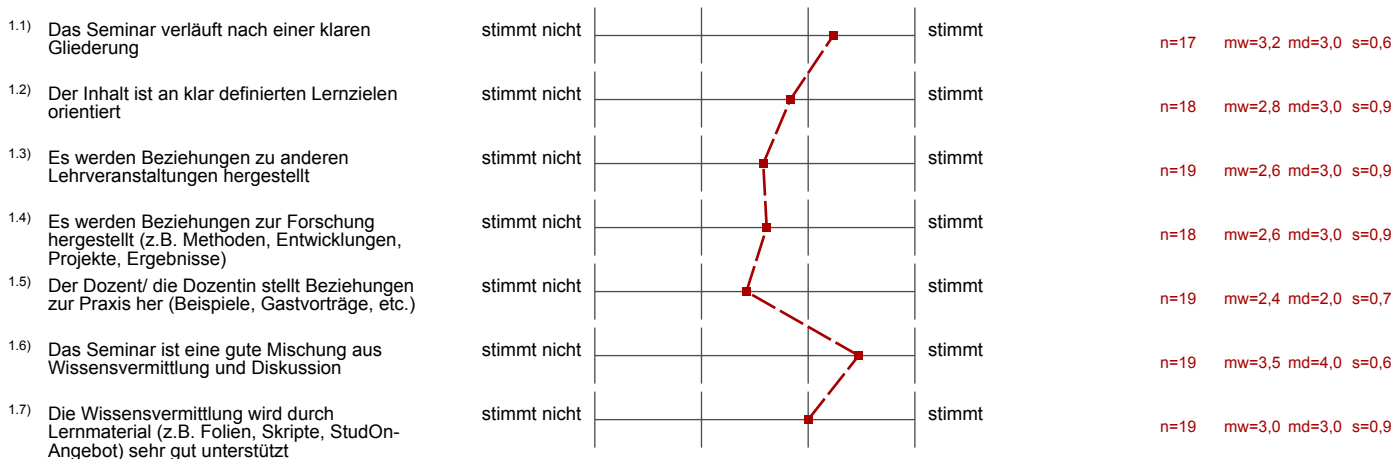 1.1) Das Seminar verläuft nach einer klaren
Gliederung
stimmt nicht
stimmt
n=17 mw=3,2 md=3,0 s=0,6
1.2) Der Inhalt ist an klar definierten Lernzielen
orientiert
stimmt nicht
stimmt
n=18 mw=2,8 md=3,0 s=0,9
1.3) Es werden Beziehungen zu anderen
Lehrveranstaltungen hergestellt
stimmt nicht
stimmt
n=19 mw=2,6 md=3,0 s=0,9
1.4) Es werden Beziehungen zur Forschung
hergestellt (z.B. Methoden, Entwicklungen,
Projekte, Ergebnisse)
stimmt nicht
stimmt
n=18 mw=2,6 md=3,0 s=0,9
1.5) Der Dozent/ die Dozentin stellt Beziehungen
zur Praxis her (Beispiele, Gastvorträge, etc.)
stimmt nicht
stimmt
n=19 mw=2,4 md=2,0 s=0,7
1.6) Das Seminar ist eine gute Mischung aus
Wissensvermittlung und Diskussion
stimmt nicht
stimmt
n=19 mw=3,5 md=4,0 s=0,6
1.7) Die Wissensvermittlung wird durch
Lernmaterial (z.B. Folien, Skripte, StudOn-
Angebot) sehr gut unterstützt
stimmt nicht
stimmt
n=19 mw=3,0 md=3,0 s=0,9